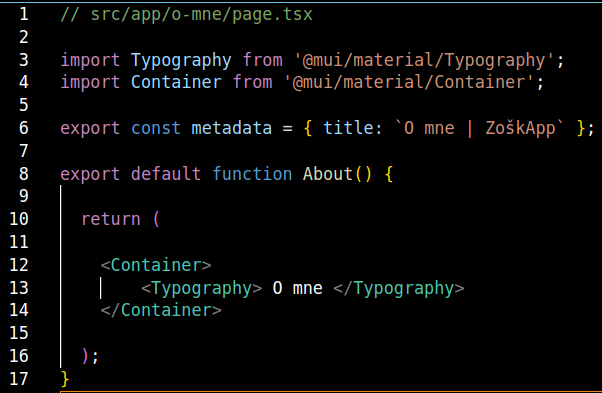 1 // src/app/o-mne/page.tsx
2
3 import Typography from '@mui/material/Typography';
4 import Container from '@mui/material/Container';
5
6 export const metadata = { title: `O mne | ZoškApp` };
7
8 export default function About() {
9
10 return (
11
12 <Container>
13 <Typography> O mne </Typography>
14 </Container>
15
16 );
17 }